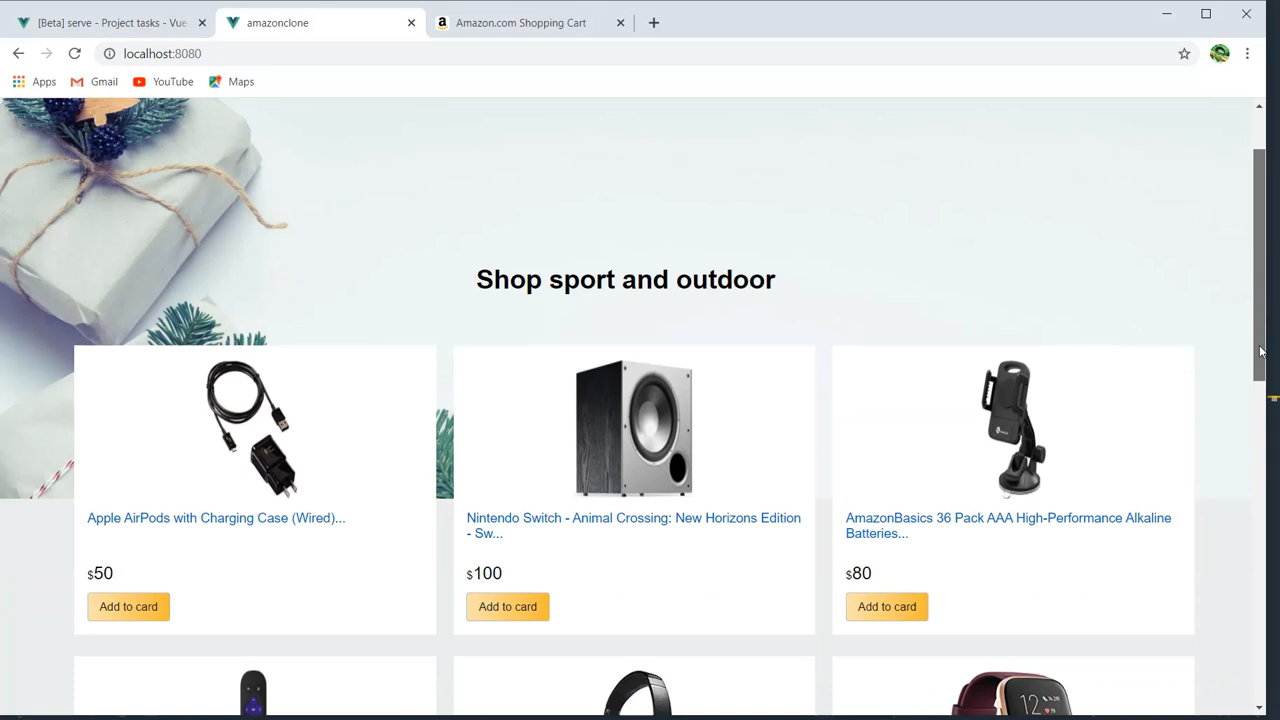 [Beta] serve - Project tasks - Vue
amazonclone
Amazon.com Shopping Cart
localhost:8080
Apps
Gmail
YouTube
Maps
Shop sport and outdoor
Apple AirPods with Charging Case (Wired)...
$50
Add to card
Nintendo Switch - Animal Crossing: New Horizons Edition
- Sw...
$100
Add to card
AmazonBasics 36 Pack AAA High-Performance Alkaline
Batteries...
$80
Add to card
12